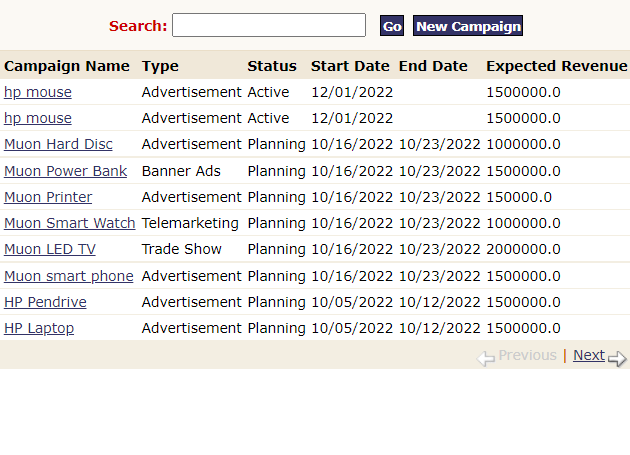 Search: Go New Campaign
Campaign Name Type Status Start Date End Date Expected Revenue
hp mouse Advertisement Active 12/01/2022 1500000.0
hp mouse Advertisement Active 12/01/2022 1500000.0
Muon Hard Disc Advertisement Planning 10/16/2022 10/23/2022 1000000.0
Muon Power Bank Banner Ads Planning 10/16/2022 10/23/2022 1500000.0
Muon Printer Advertisement Planning 10/16/2022 10/23/2022 150000.0
Muon Smart Watch Telemarketing Planning 10/16/2022 10/23/2022 1000000.0
Muon LED TV Trade Show Planning 10/16/2022 10/23/2022 2000000.0
Muon smart phone Advertisement Planning 10/16/2022 10/23/2022 1500000.0
HP Pendrive Advertisement Planning 10/05/2022 10/12/2022 1500000.0
HP Laptop Advertisement Planning 10/05/2022 10/12/2022 1500000.0
Previous | Next